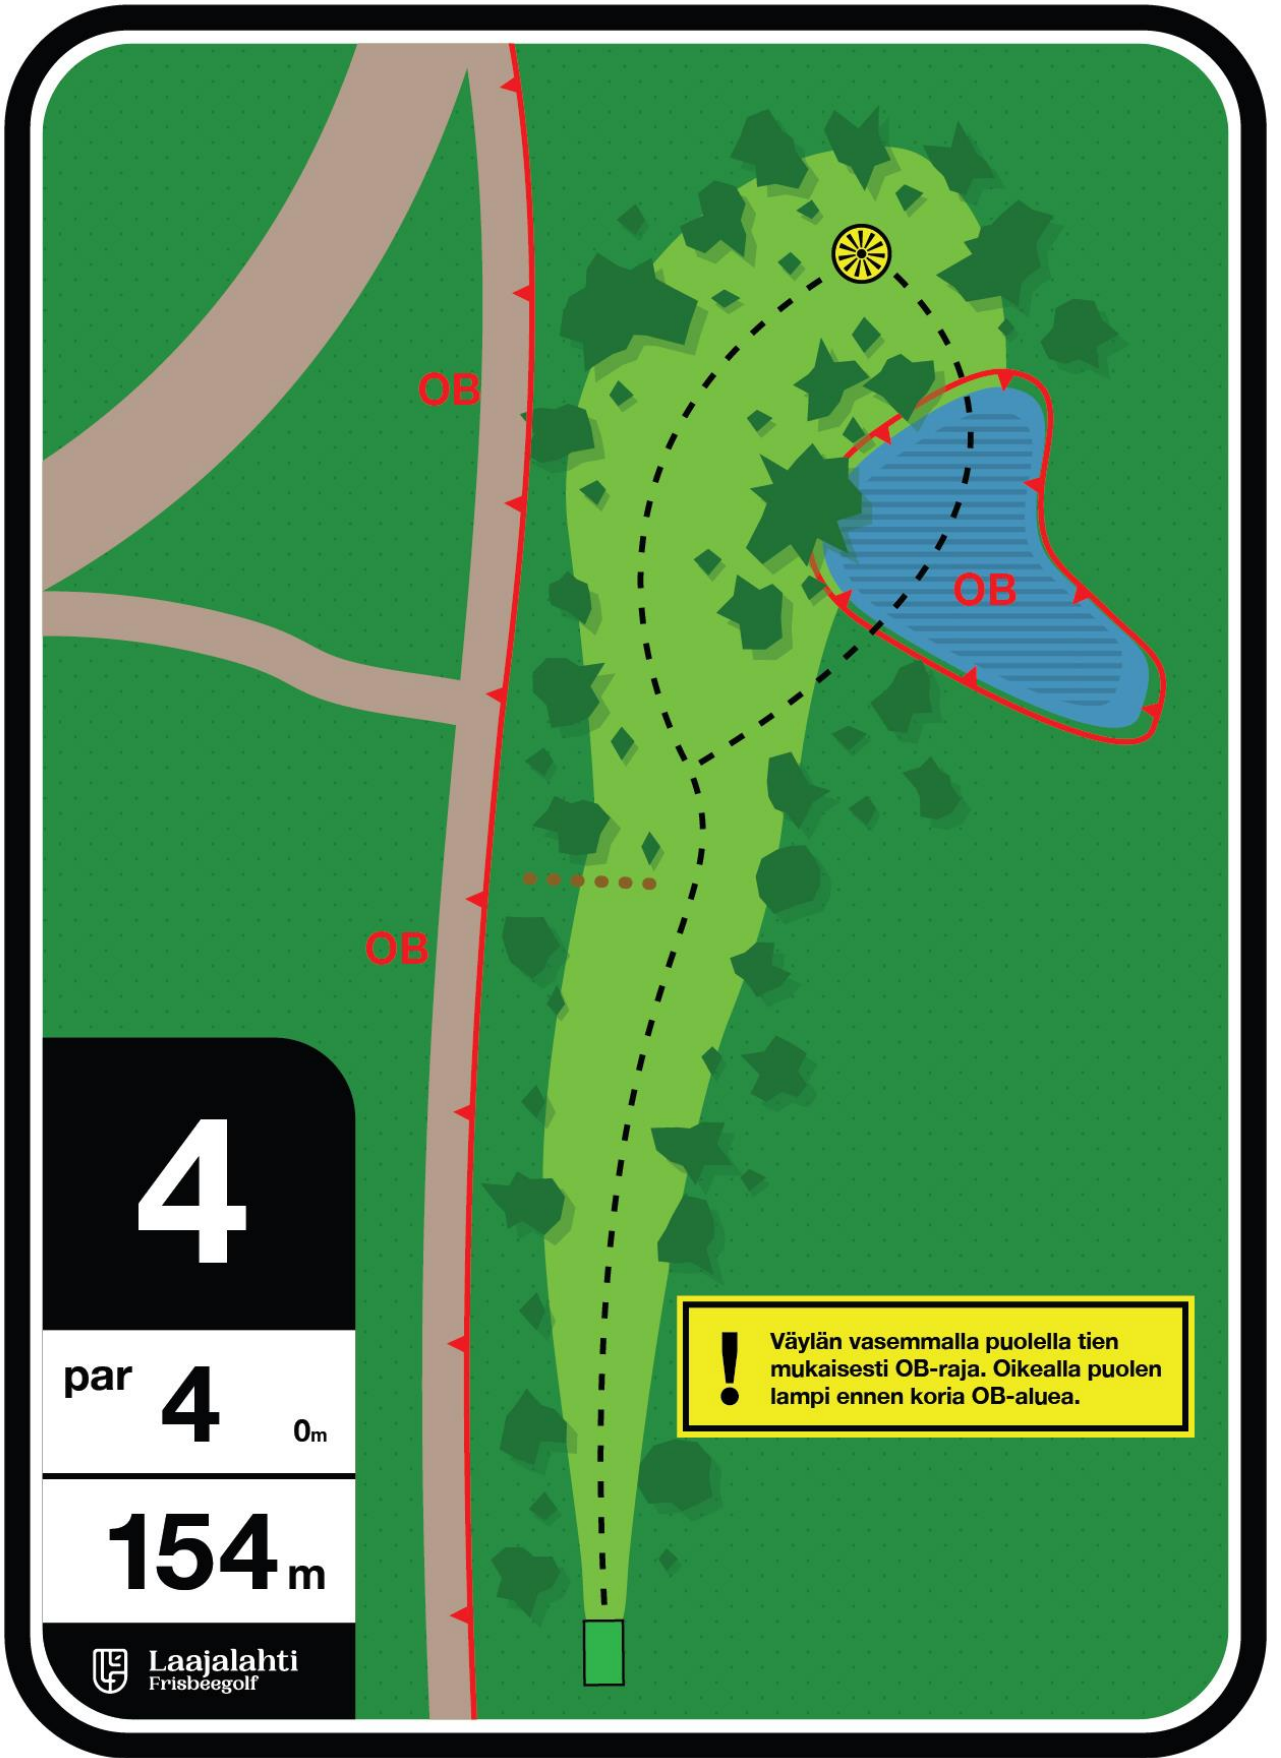 OB
OB
OB
4
par 4 0m
154 m
Laajalahti
Frisbeegolf
! Väylän vasemmalla puolella tien
mukaisesti OB-raja. Oikealla puolen
lampi ennen koria OB-aluea.